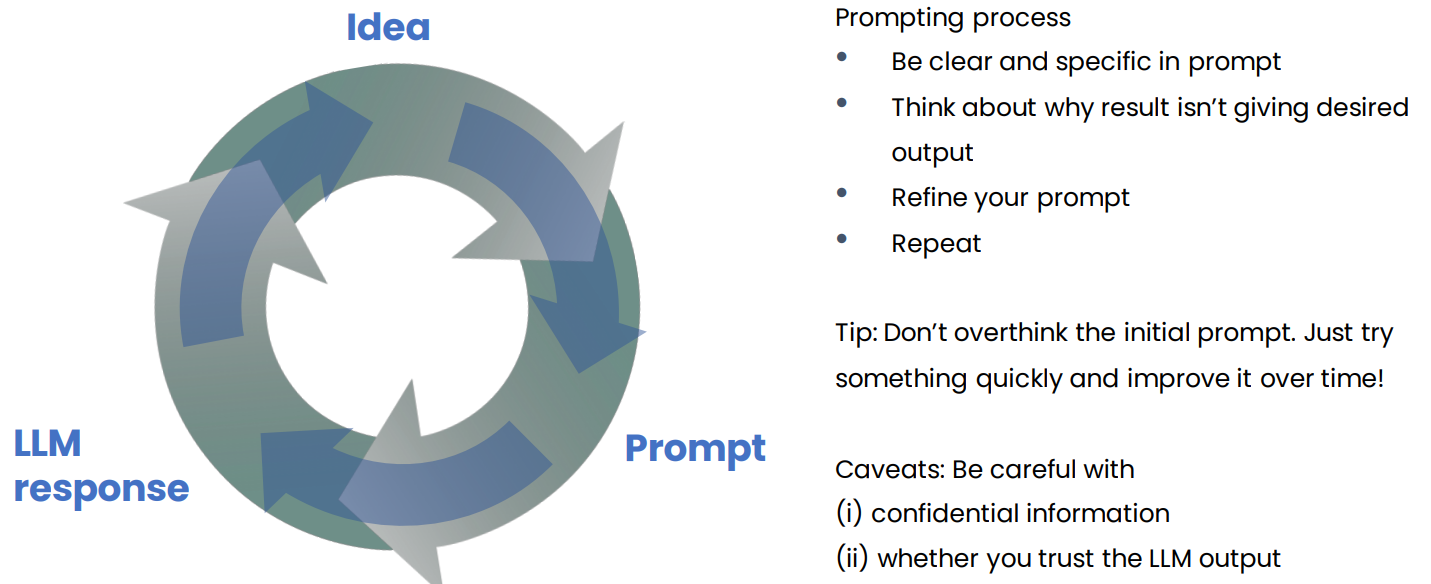 Idea
Prompt
LLM
response
Prompting process
• Be clear and specific in prompt
• Think about why result isn’t giving desired
output
• Refine your prompt
• Repeat
Tip: Don’t overthink the initial prompt. Just try
something quickly and improve it over time!
Caveats: Be careful with
(i) confidential information
(ii) whether you trust the LLM output